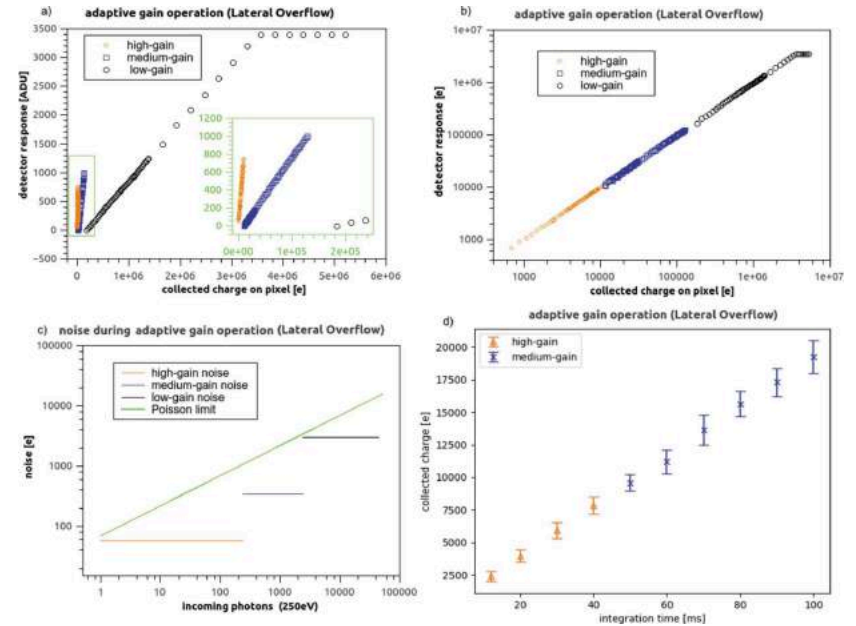 a) adaptive gain operation (Lateral Overflow)
3500
3000
2500
2000
1500
1000
500
0
−500
detector response [ADU]
high-gain
medium-gain
low-gain
1200
1000
800
600
400
200
0
0e+00 1e+05 2e+05
0 1e+06 2e+06 3e+06 4e+06 5e+06 6e+06
collected charge on pixel [e]
b) adaptive gain operation (Lateral Overflow)
1e+07
1e+06
100000
10000
1000
detector response [e]
high-gain
medium-gain
low-gain
1000 10000 100000 1e+06 1e+07
collected charge on pixel [e]
c) noise during adaptive gain operation (Lateral Overflow)
100000
10000
1000
100
noise [e]
high-gain noise
medium-gain noise
low-gain noise
Poisson limit
1 10 100 1000 10000 100000
incoming photons (250eV)
d) adaptive gain operation (Lateral Overflow)
20000
17500
15000
12500
10000
7500
5000
2500
collected charge [e]
high-gain
medium-gain
20 40 60 80 100
integration time [ms]